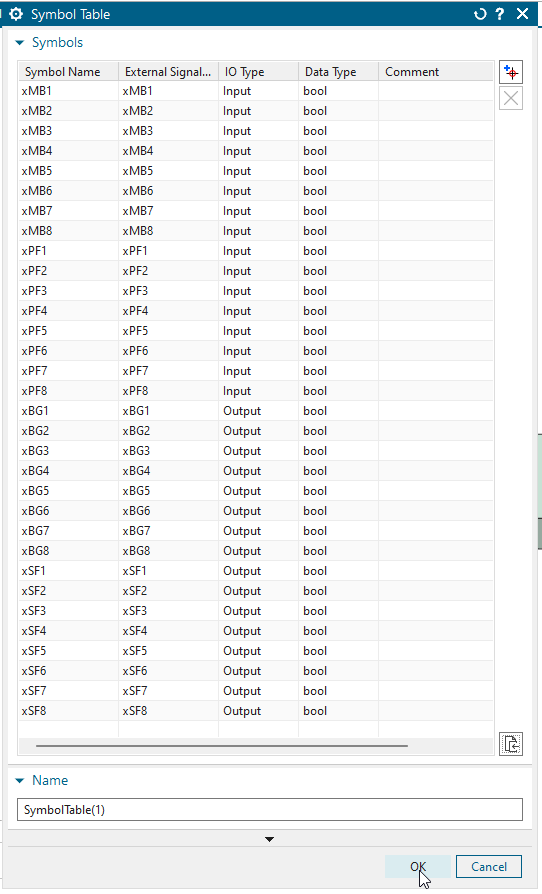 Symbol Table
Symbols
Symbol Name External Signal... IO Type Data Type Comment
xMB1 xMB1 Input bool
xMB2 xMB2 Input bool
xMB3 xMB3 Input bool
xMB4 xMB4 Input bool
xMB5 xMB5 Input bool
xMB6 xMB6 Input bool
xMB7 xMB7 Input bool
xMB8 xMB8 Input bool
xPF1 xPF1 Input bool
xPF2 xPF2 Input bool
xPF3 xPF3 Input bool
xPF4 xPF4 Input bool
xPF5 xPF5 Input bool
xPF6 xPF6 Input bool
xPF7 xPF7 Input bool
xPF8 xPF8 Input bool
xBG1 xBG1 Output bool
xBG2 xBG2 Output bool
xBG3 xBG3 Output bool
xBG4 xBG4 Output bool
xBG5 xBG5 Output bool
xBG6 xBG6 Output bool
xBG7 xBG7 Output bool
xBG8 xBG8 Output bool
xSF1 xSF1 Output bool
xSF2 xSF2 Output bool
xSF3 xSF3 Output bool
xSF4 xSF4 Output bool
xSF5 xSF5 Output bool
xSF6 xSF6 Output bool
xSF7 xSF7 Output bool
xSF8 xSF8 Output bool
Name
SymbolTable(1)
OK Cancel